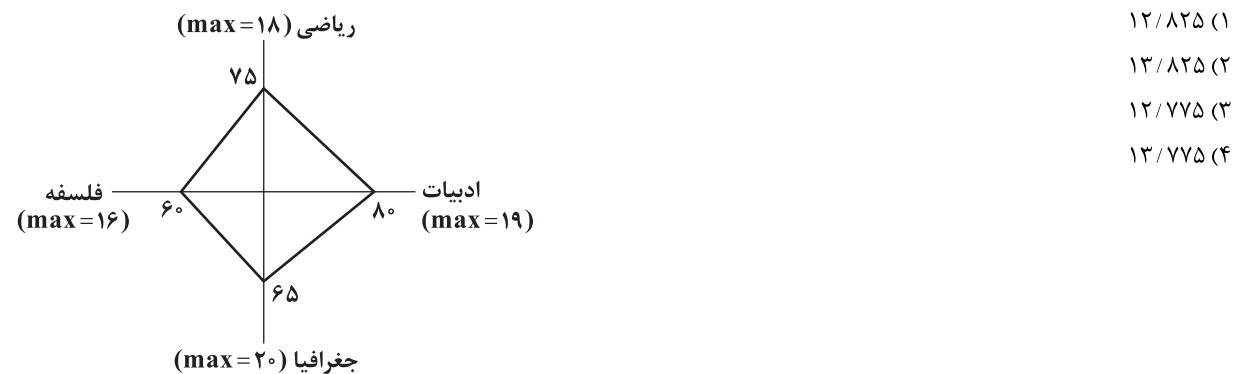 ۱) ۱۲/۸۲۵
۲) ۱۳/۸۲۵
۳) ۱۲/۷۷۵
۴) ۱۳/۷۷۵
ریاضی (max=۱۸)
۷۵
ادبیات
(max=۱۹)
۸۰
فلسفه
(max=۱۶)
۶۰
۶۵
جغرافیا (max=۲۰)